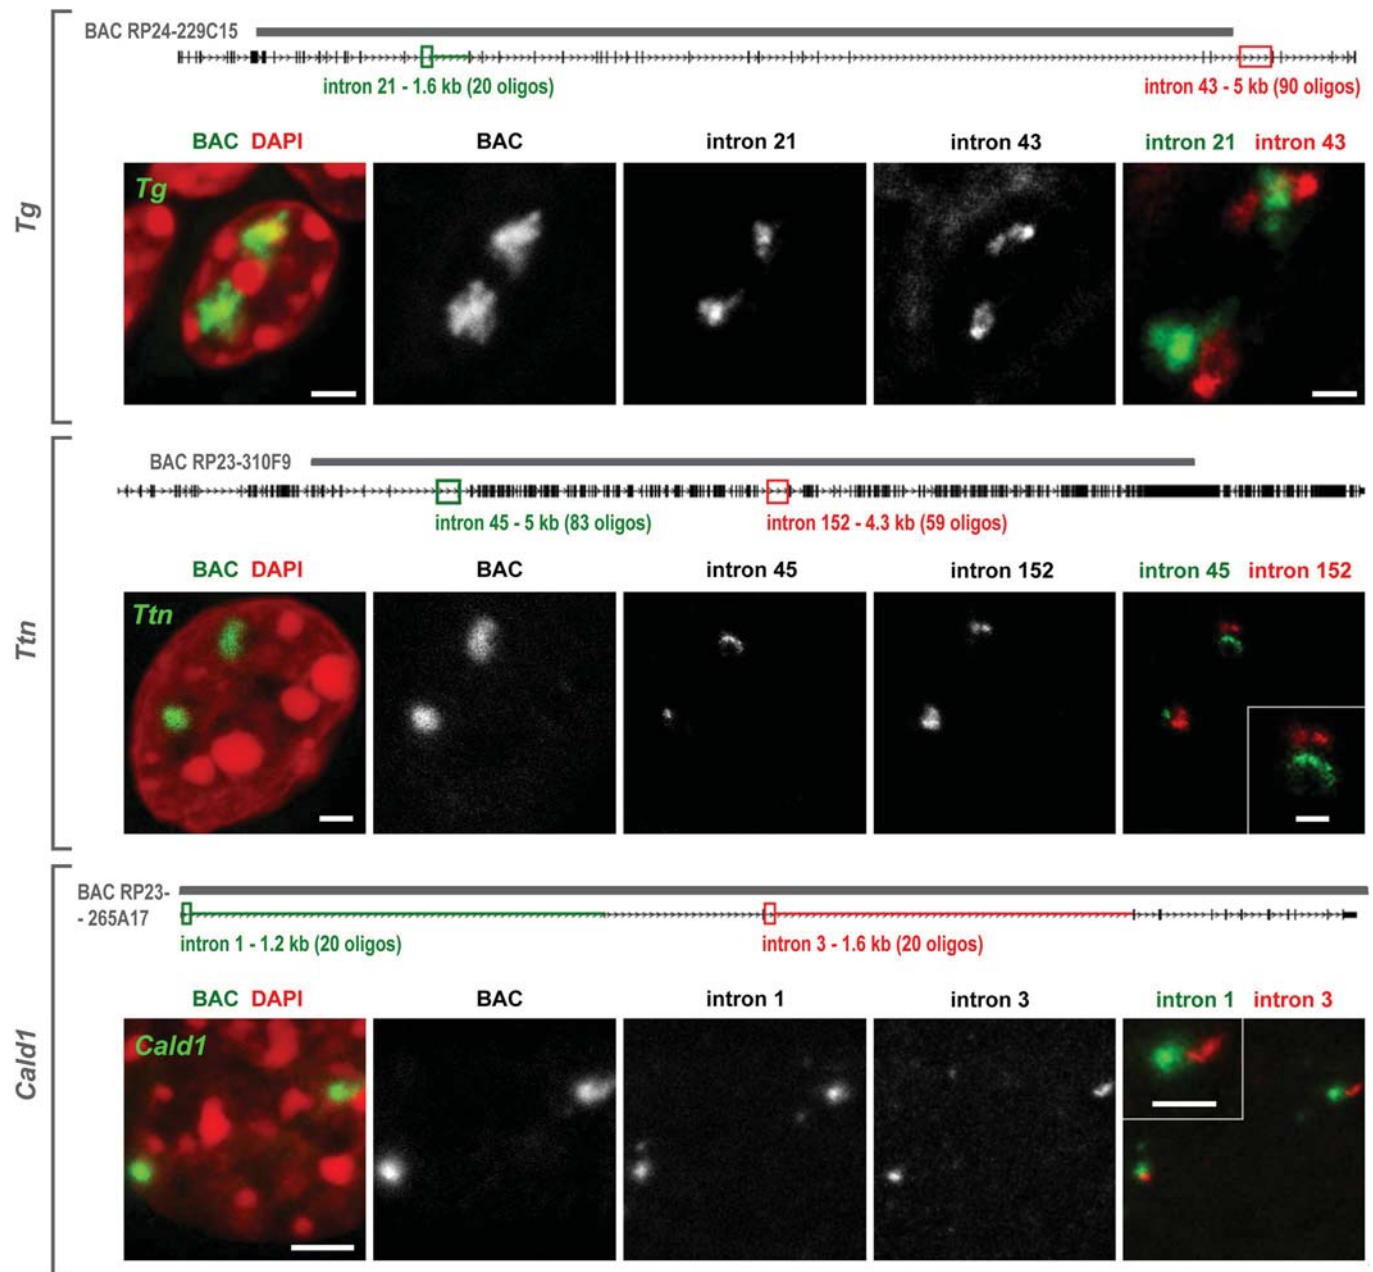 Tg
BAC RP24-229C15
intron 21 - 1.6 kb (20 oligos)
intron 43 - 5 kb (90 oligos)
BAC DAPI
BAC
intron 21
intron 43
intron 21 intron 43
Tg
Ttn
BAC RP23-310F9
intron 45 - 5 kb (83 oligos)
intron 152 - 4.3 kb (59 oligos)
BAC DAPI
BAC
intron 45
intron 152
intron 45 intron 152
Ttn
Cald1
BAC RP23-
- 265A17
intron 1 - 1.2 kb (20 oligos)
intron 3 - 1.6 kb (20 oligos)
BAC DAPI
BAC
intron 1
intron 3
intron 1 intron 3
Cald1